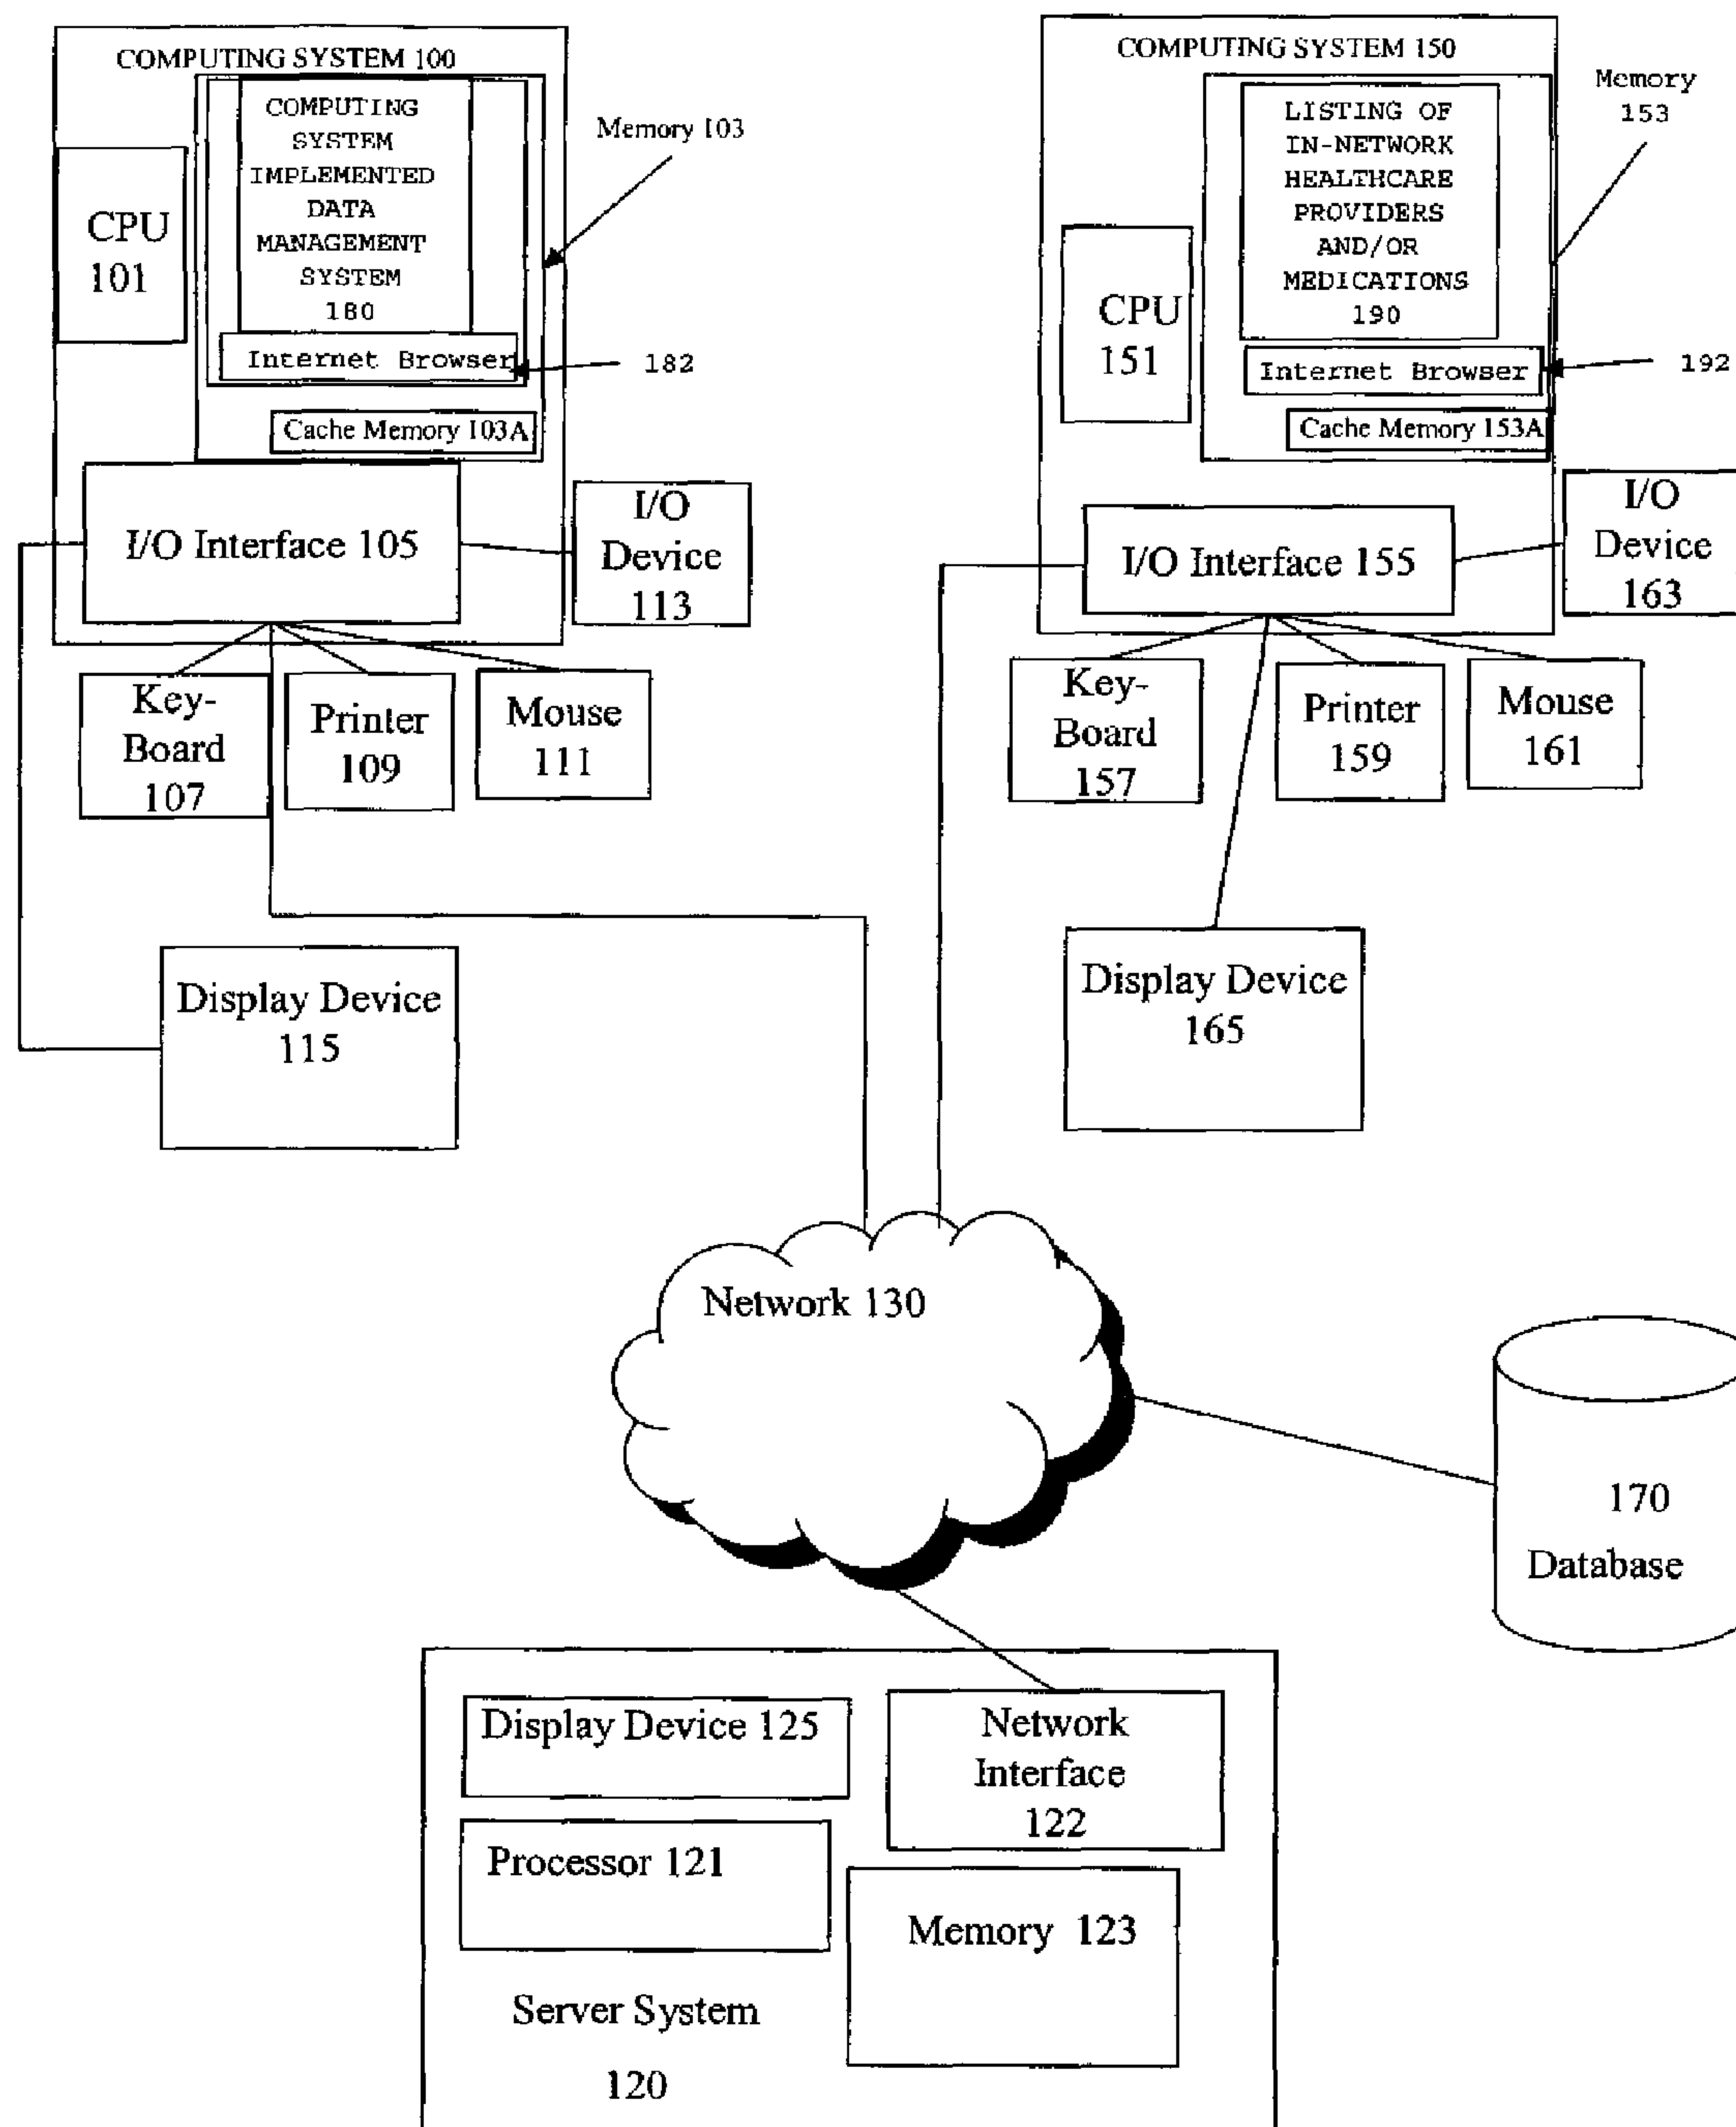 COMPUTING SYSTEM 100
COMPUTING
SYSTEM
IMPLEMENTED
DATA
MANAGEMENT
SYSTEM
180
Internet Browser
182
Memory 103
CPU
101
Cache Memory 103A
I/O Interface 105
I/O
Device
113
Key-
Board
107
Printer
109
Mouse
111
Display Device
115
COMPUTING SYSTEM 150
LISTING OF
IN-NETWORK
HEALTHCARE
PROVIDERS
AND/OR
MEDICATIONS
190
Internet Browser
192
Memory
153
CPU
151
Cache Memory 153A
I/O Interface 155
I/O
Device
163
Key-
Board
157
Printer
159
Mouse
161
Display Device
165
Network 130
170
Database
Display Device 125
Network
Interface
122
Processor 121
Memory 123
Server System
120